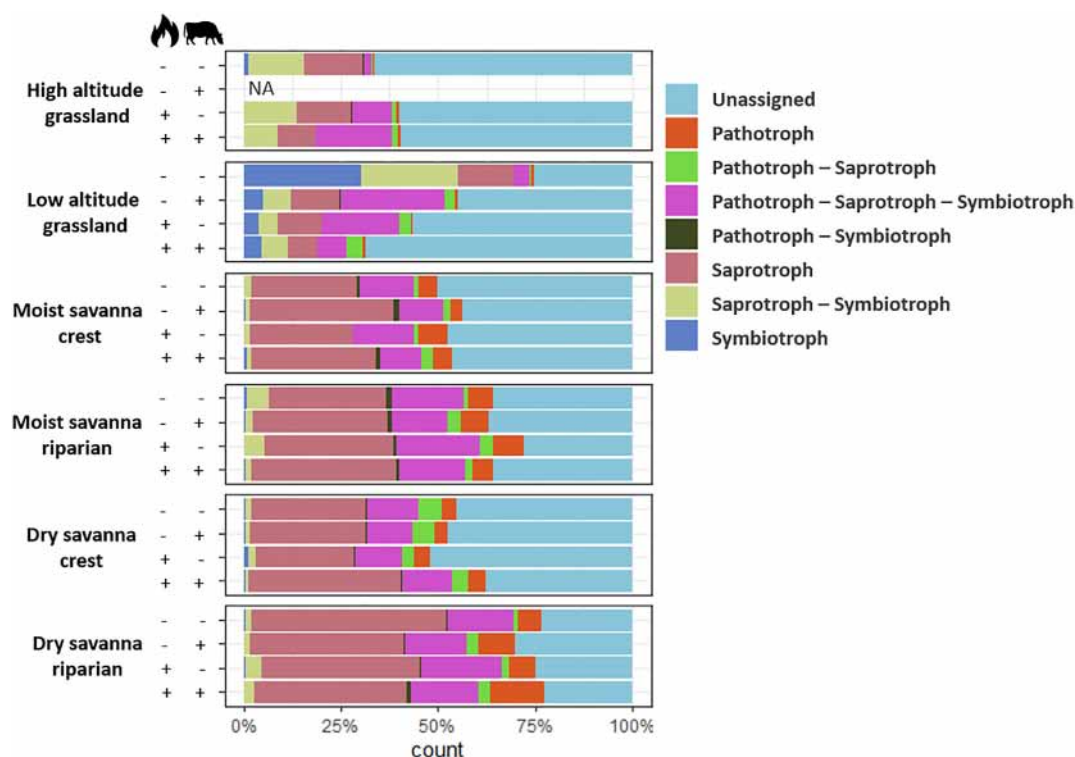 - -
High altitude
grassland
- + NA
+ -
+ +
- -
Low altitude
grassland
- +
+ -
+ +
- -
Moist savanna
crest
- +
+ -
+ +
- -
Moist savanna
riparian
- +
+ -
+ +
- -
Dry savanna
crest
- +
+ -
+ +
- -
Dry savanna
riparian
- +
+ -
+ +
0% 25% 50% 75% 100%
count
Unassigned
Pathotroph
Pathotroph – Saprotroph
Pathotroph – Saprotroph – Symbiotroph
Pathotroph – Symbiotroph
Saprotroph
Saprotroph – Symbiotroph
Symbiotroph